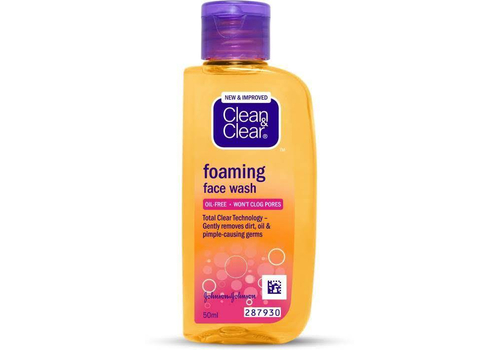 NEW & IMPROVED
Clean &
Clear®
foaming
face wash
OIL-FREE • WON'T CLOG PORES
Total Clear Technology –
Gently removes dirt, oil &
pimple-causing germs
Johnson&Johnson
50ml
287930